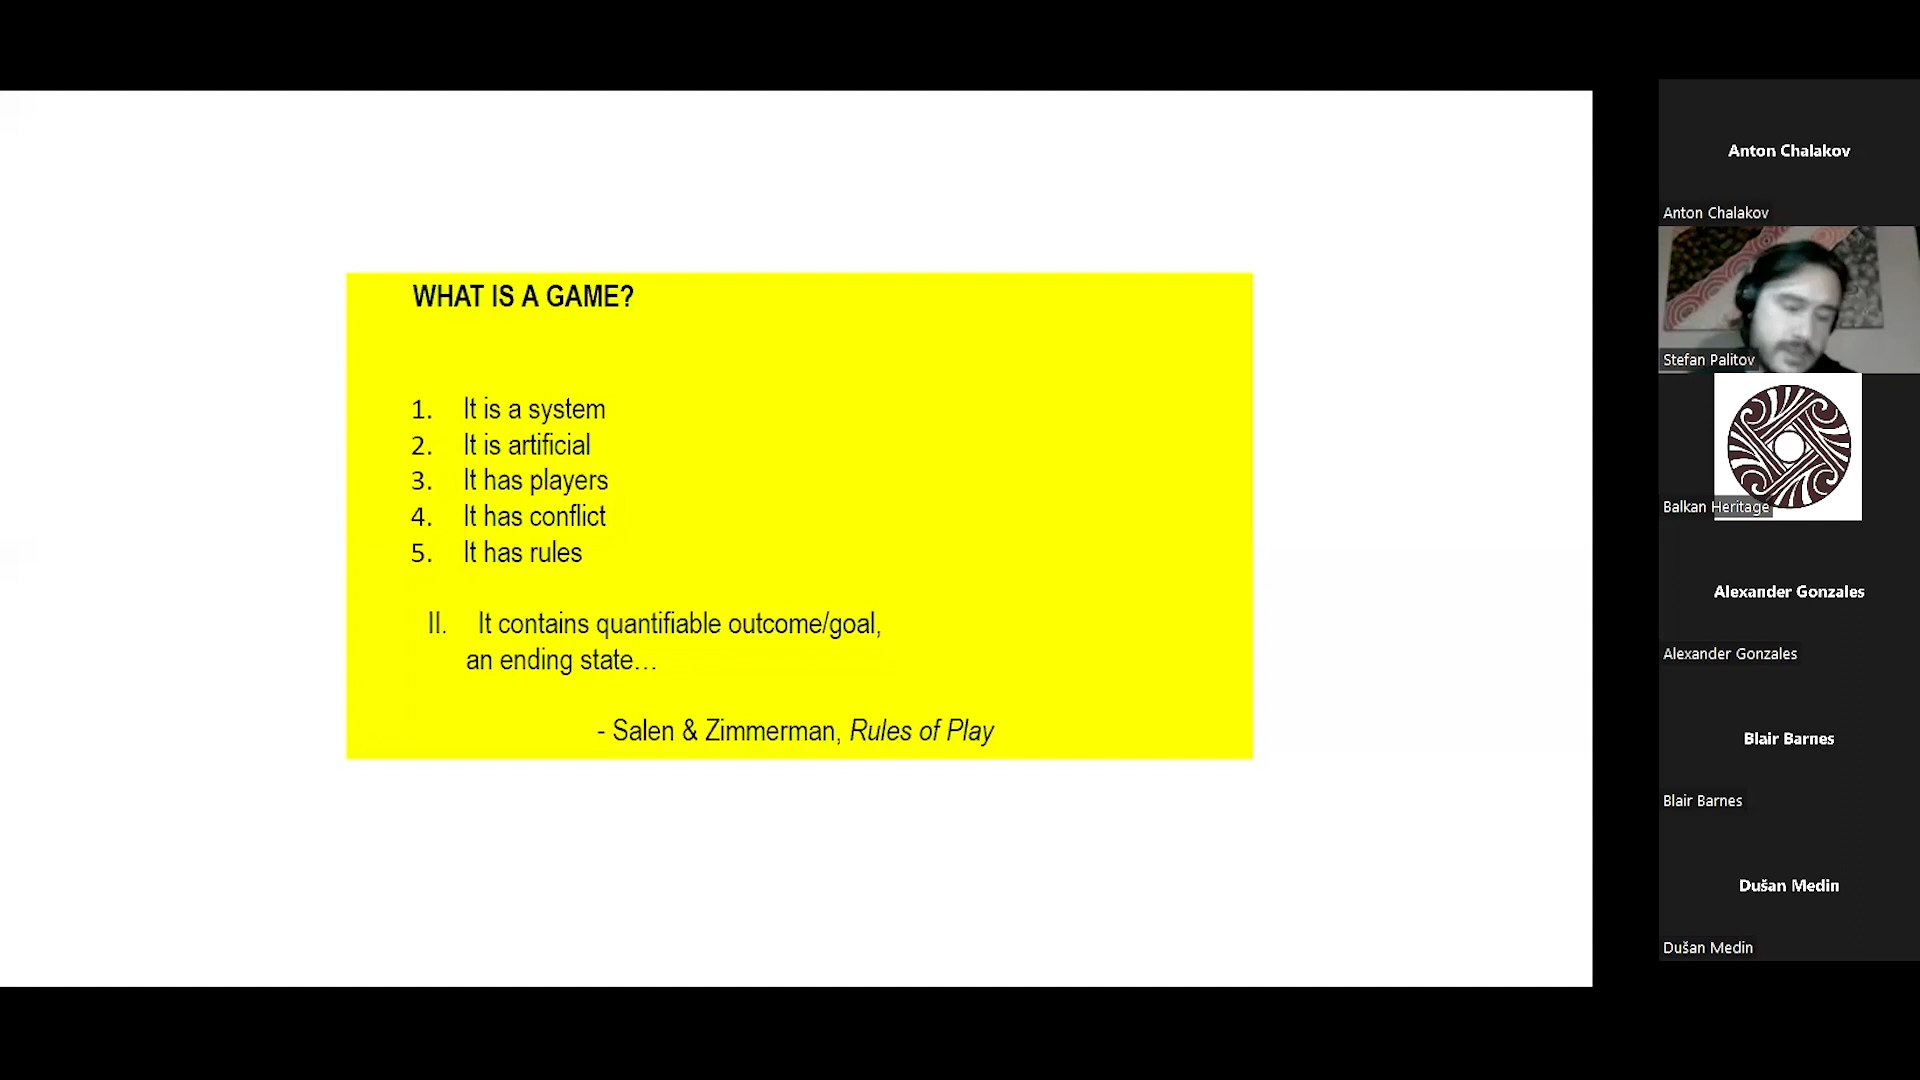 WHAT IS A GAME?
1. It is a system
2. It is artificial
3. It has players
4. It has conflict
5. It has rules
II. It contains quantifiable outcome/goal,
an ending state…
- Salen & Zimmerman, Rules of Play
Anton Chalakov
Anton Chalakov
Stefan Palitov
Balkan Heritage
Alexander Gonzales
Alexander Gonzales
Blair Barnes
Blair Barnes
Dušan Medin
Dušan Medin